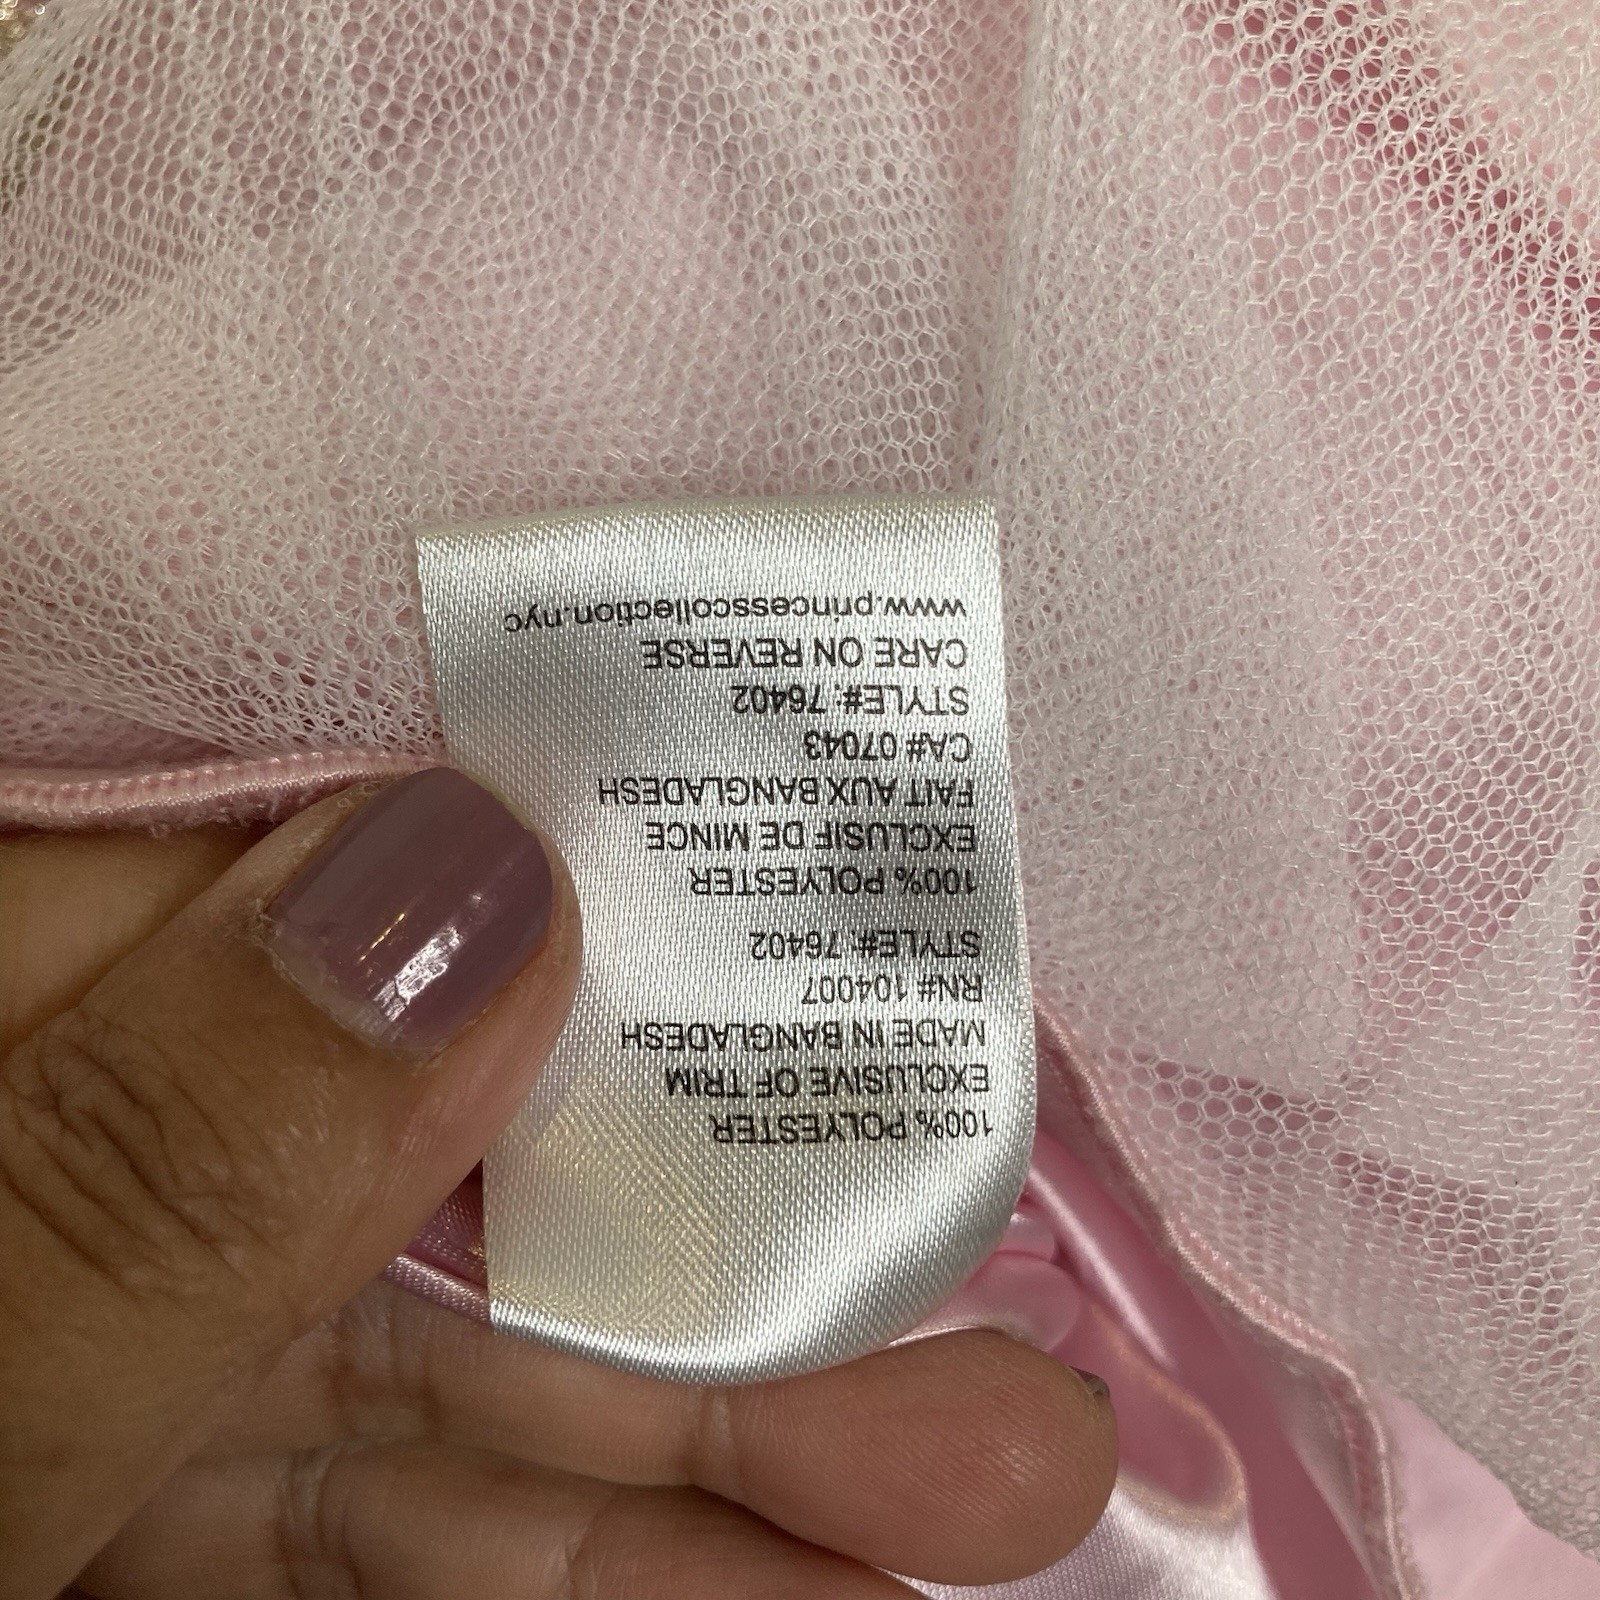 100% POLYESTER
EXCLUSIVE OF TRIM
MADE IN BANGLADESH
RN# 104007
STYLE#: 76402
100% POLYESTER
EXCLUSIF DE MINCE
FAIT AUX BANGLADESH
CA# 07043
STYLE#: 76402
CARE ON REVERSE
www.princesscollection.nyc